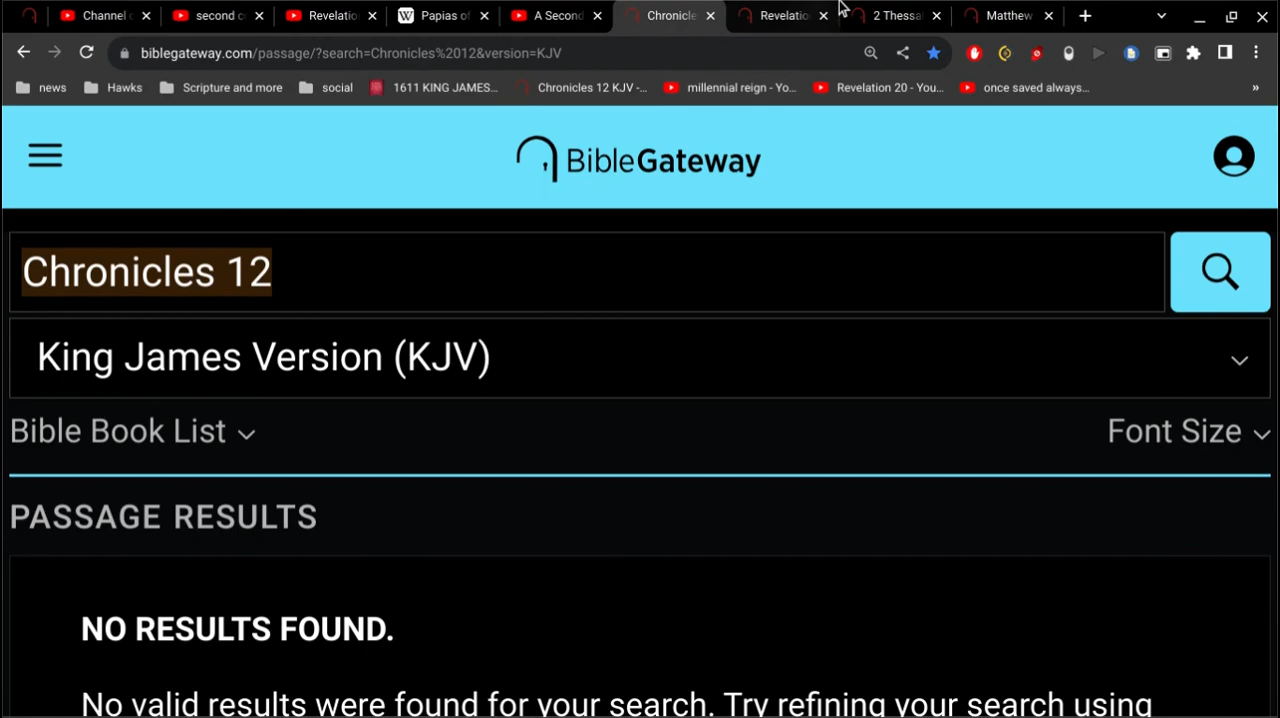 Channel c
second c
Revelatio
Papias of
A Second
Chronicle
Revelatio
2 Thessal
Matthew
biblegateway.com/passage/?search=Chronicles%2012&version=KJV
news
Hawks
Scripture and more
social
1611 KING JAMES...
Chronicles 12 KJV -...
millennial reign - Yo...
Revelation 20 - You...
once saved always...
»
BibleGateway
Chronicles 12
King James Version (KJV)
Bible Book List
Font Size
PASSAGE RESULTS
NO RESULTS FOUND.
No valid results were found for your search. Try refining your search using